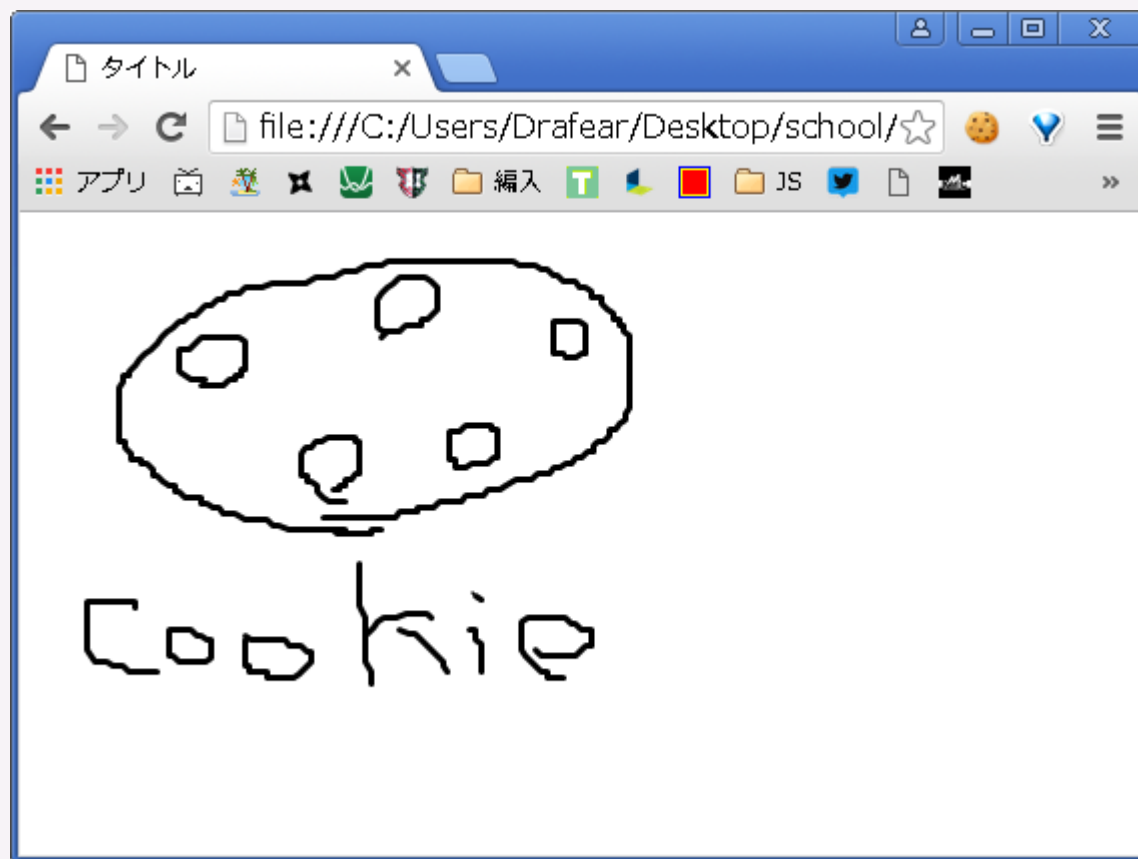 タイトル
file:///C:/Users/Drafear/Desktop/school/
アプリ 編入 T JS »
Cookie